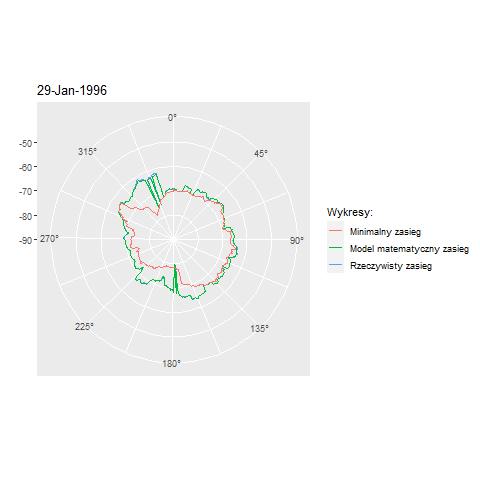 29-Jan-1996
0°
315°
45°
-50
-60
-70
-80
-90
270°
90°
225°
135°
180°
Wykresy:
Minimalny zasieg
Model matematyczny zasieg
Rzeczywisty zasieg